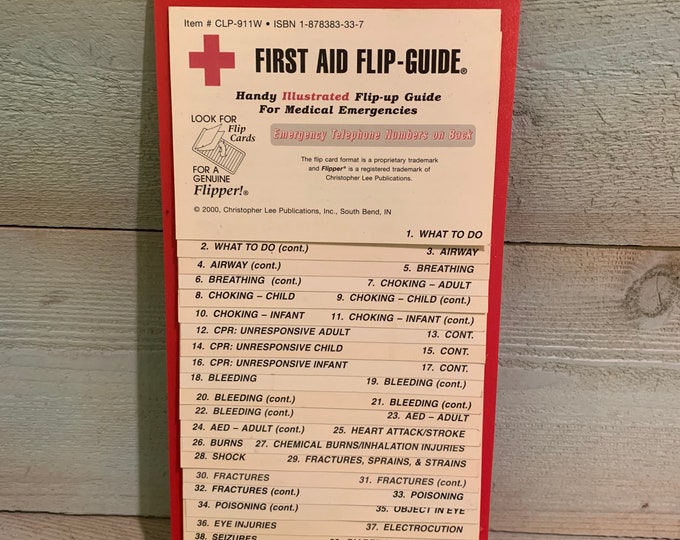 Item # CLP-911W • ISBN 1-878383-33-7
FIRST AID FLIP-GUIDE®
Handy Illustrated Flip-up Guide
For Medical Emergencies
LOOK FOR
Flip
Cards
FOR A
GENUINE
Flipper!®
Emergency Telephone Numbers on Back
The flip card format is a proprietary trademark
and Flipper® is a registered trademark of
Christopher Lee Publications.
© 2000, Christopher Lee Publications, Inc., South Bend, IN
1. WHAT TO DO
2. WHAT TO DO (cont.) 3. AIRWAY
4. AIRWAY (cont.) 5. BREATHING
6. BREATHING (cont.) 7. CHOKING – ADULT
8. CHOKING – CHILD 9. CHOKING – CHILD (cont.)
10. CHOKING – INFANT 11. CHOKING – INFANT (cont.)
12. CPR: UNRESPONSIVE ADULT 13. CONT.
14. CPR: UNRESPONSIVE CHILD 15. CONT.
16. CPR: UNRESPONSIVE INFANT 17. CONT.
18. BLEEDING 19. BLEEDING (cont.)
20. BLEEDING (cont.) 21. BLEEDING (cont.)
22. BLEEDING (cont.) 23. AED – ADULT
24. AED – ADULT (cont.) 25. HEART ATTACK/STROKE
26. BURNS 27. CHEMICAL BURNS/INHALATION INJURIES
28. SHOCK 29. FRACTURES, SPRAINS, & STRAINS
30. FRACTURES 31. FRACTURES (cont.)
32. FRACTURES (cont.) 33. POISONING
34. POISONING (cont.) 35. OBJECT IN EYE
36. EYE INJURIES 37. ELECTROCUTION
38. SEIZURES